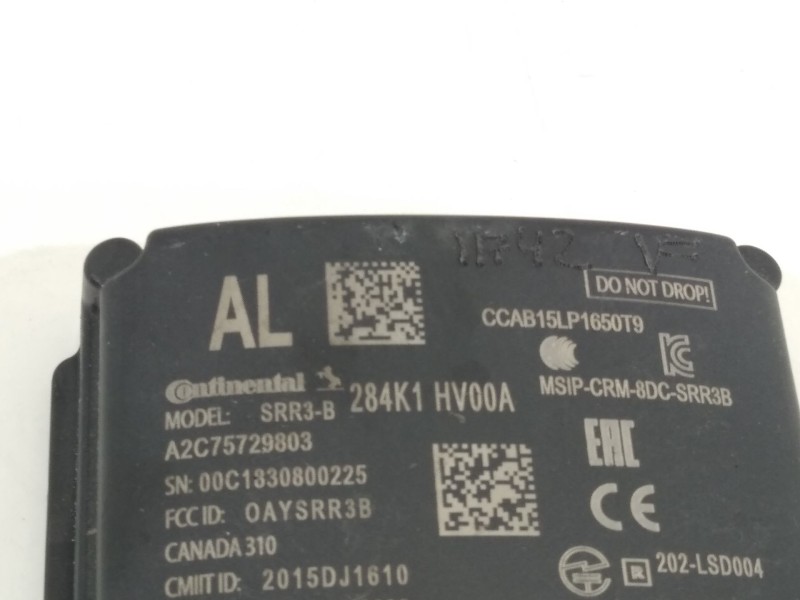 AL
DO NOT DROP!
CCAB15LP1650T9
Continental
284K1 HV00A
MSIP-CRM-8DC-SRR3B
MODEL: SRR3-B
A2C75729803
SN: 00C1330800225
FCC ID: OAYSRR3B
CANADA 310
CMIIT ID: 2015DJ1610
EAC
CE
R 202-LSD004